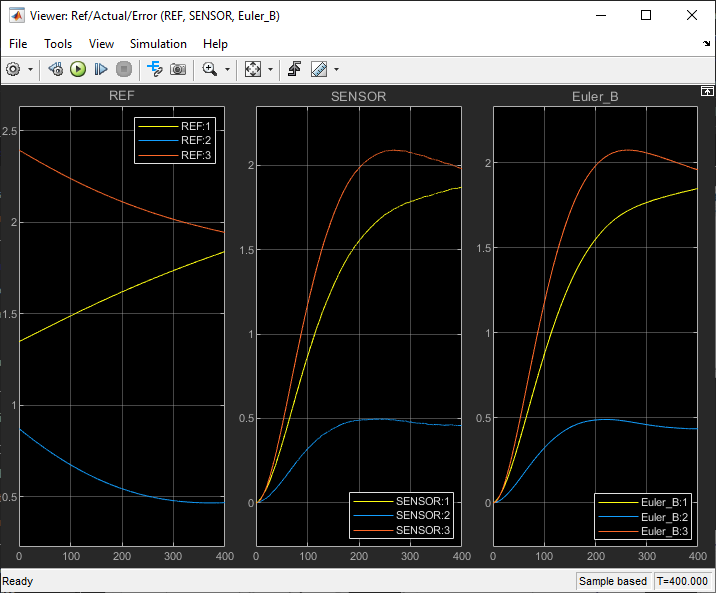 Viewer: Ref/Actual/Error (REF, SENSOR, Euler_B)
File Tools View Simulation Help
REF
2.5
2
1.5
1
0.5
0 100 200 300 400
REF:1
REF:2
REF:3
SENSOR
2
1.5
1
0.5
0
0 100 200 300 400
SENSOR:1
SENSOR:2
SENSOR:3
Euler_B
2
1.5
1
0.5
0
0 100 200 300 400
Euler_B:1
Euler_B:2
Euler_B:3
Ready Sample based T=400.000